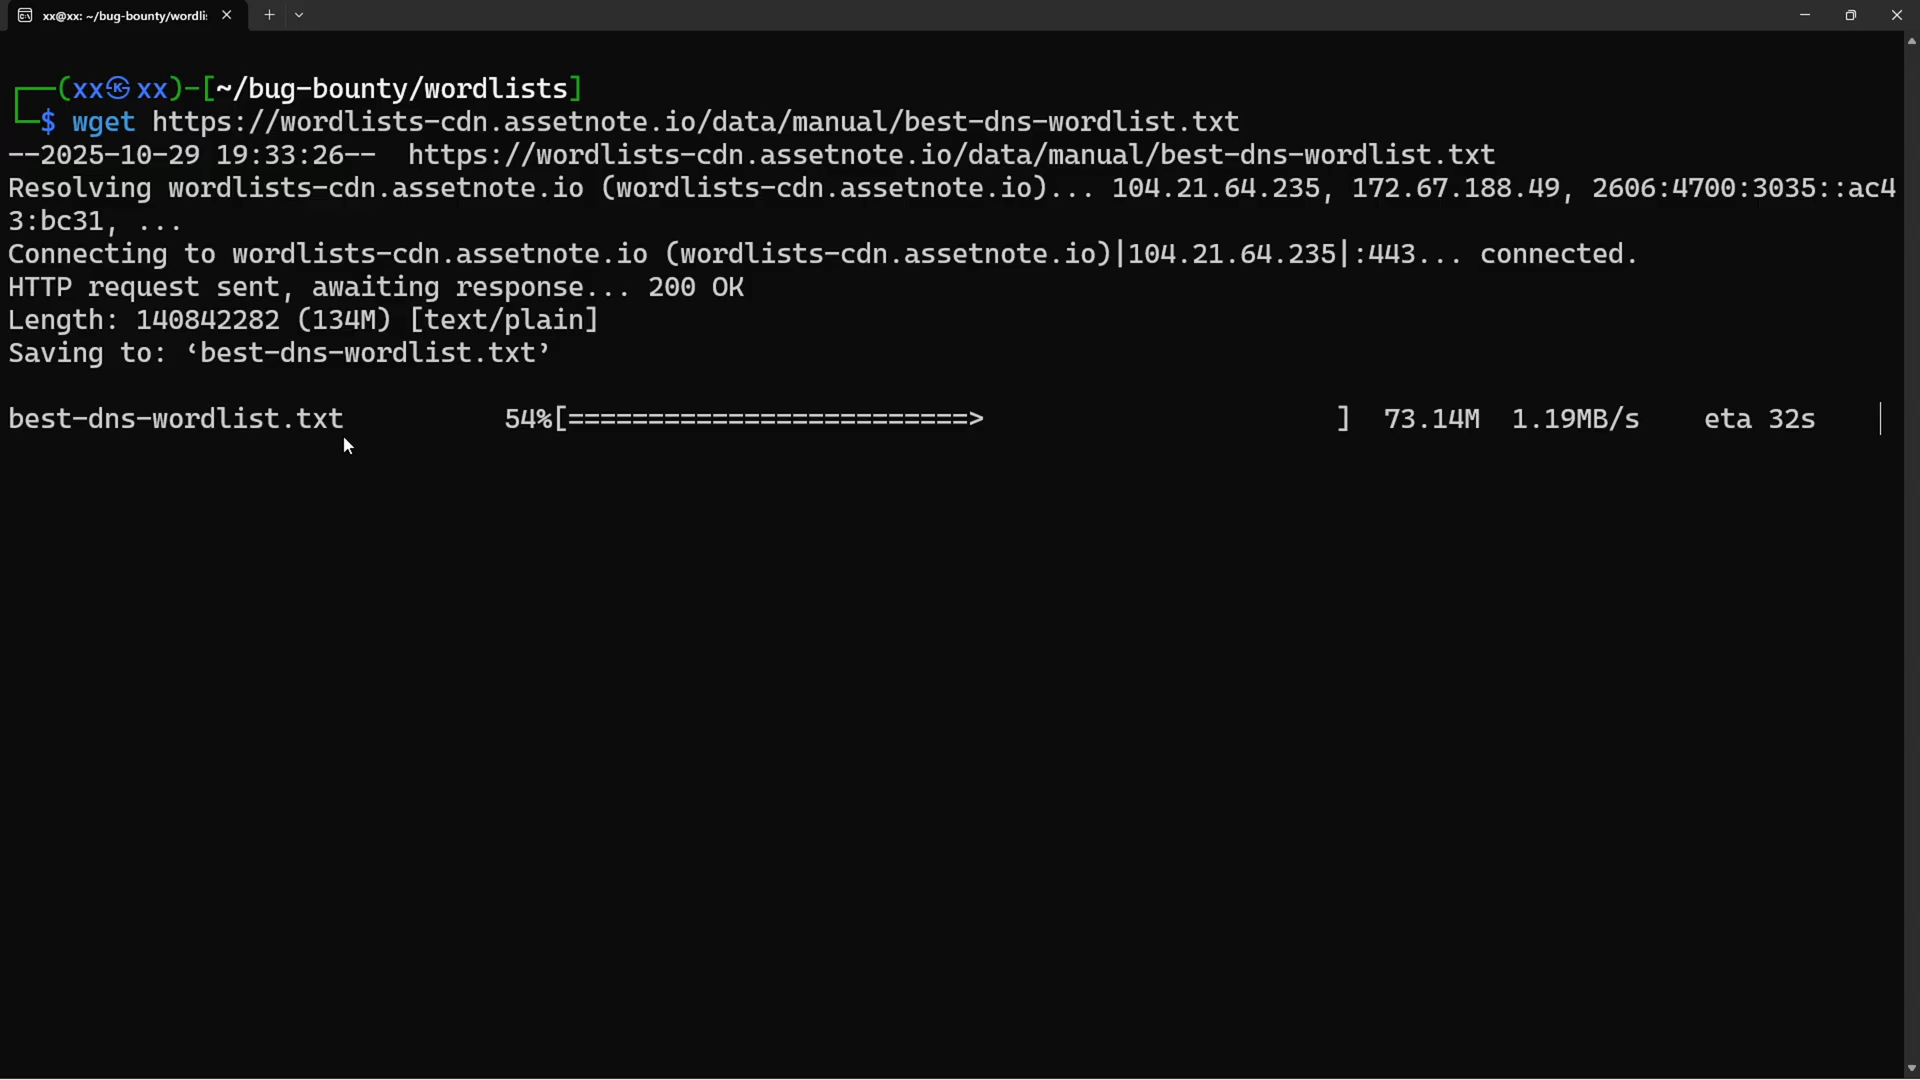 xx@xx: ~/bug-bounty/wordli
(xx㉿xx)-[~/bug-bounty/wordlists]
$ wget https://wordlists-cdn.assetnote.io/data/manual/best-dns-wordlist.txt
--2025-10-29 19:33:26-- https://wordlists-cdn.assetnote.io/data/manual/best-dns-wordlist.txt
Resolving wordlists-cdn.assetnote.io (wordlists-cdn.assetnote.io)... 104.21.64.235, 172.67.188.49, 2606:4700:3035::ac4
3:bc31, ...
Connecting to wordlists-cdn.assetnote.io (wordlists-cdn.assetnote.io)|104.21.64.235|:443... connected.
HTTP request sent, awaiting response... 200 OK
Length: 140842282 (134M) [text/plain]
Saving to: ‘best-dns-wordlist.txt’
best-dns-wordlist.txt 54%[=========================> ] 73.14M 1.19MB/s eta 32s